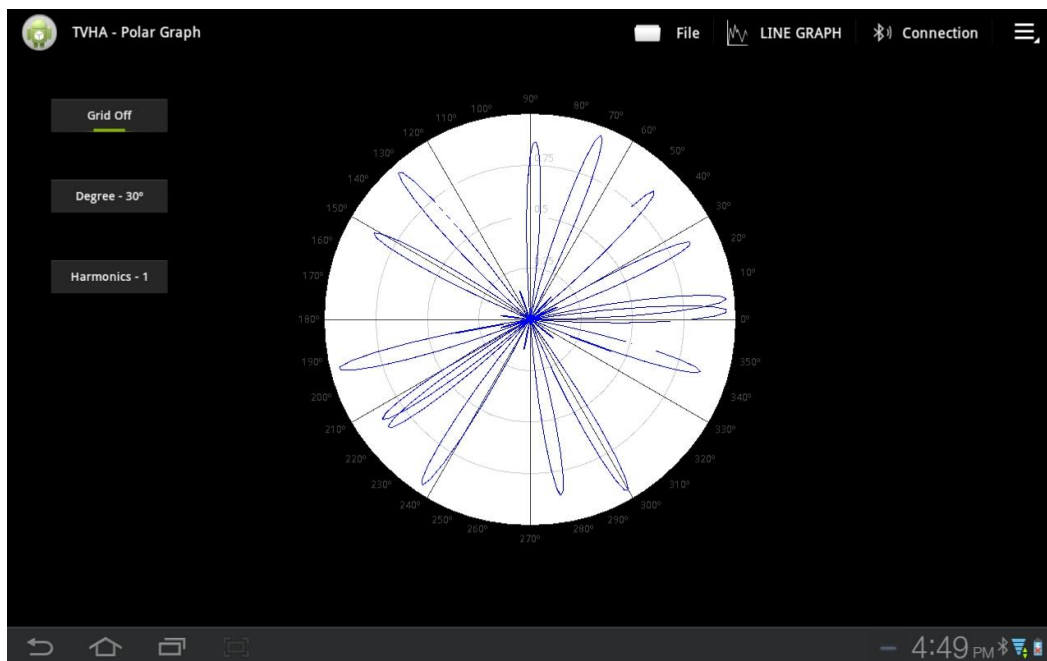 TVHA - Polar Graph
File
LINE GRAPH
Connection
Grid Off
Degree - 30º
Harmonics - 1
90º
100º
80º
110º
70º
120º
60º
130º
50º
140º
40º
150º
30º
160º
20º
170º
10º
180º
0º
190º
350º
200º
340º
210º
330º
220º
320º
230º
310º
240º
300º
250º
290º
260º
280º
270º
0.75
0.5
4:49 PM